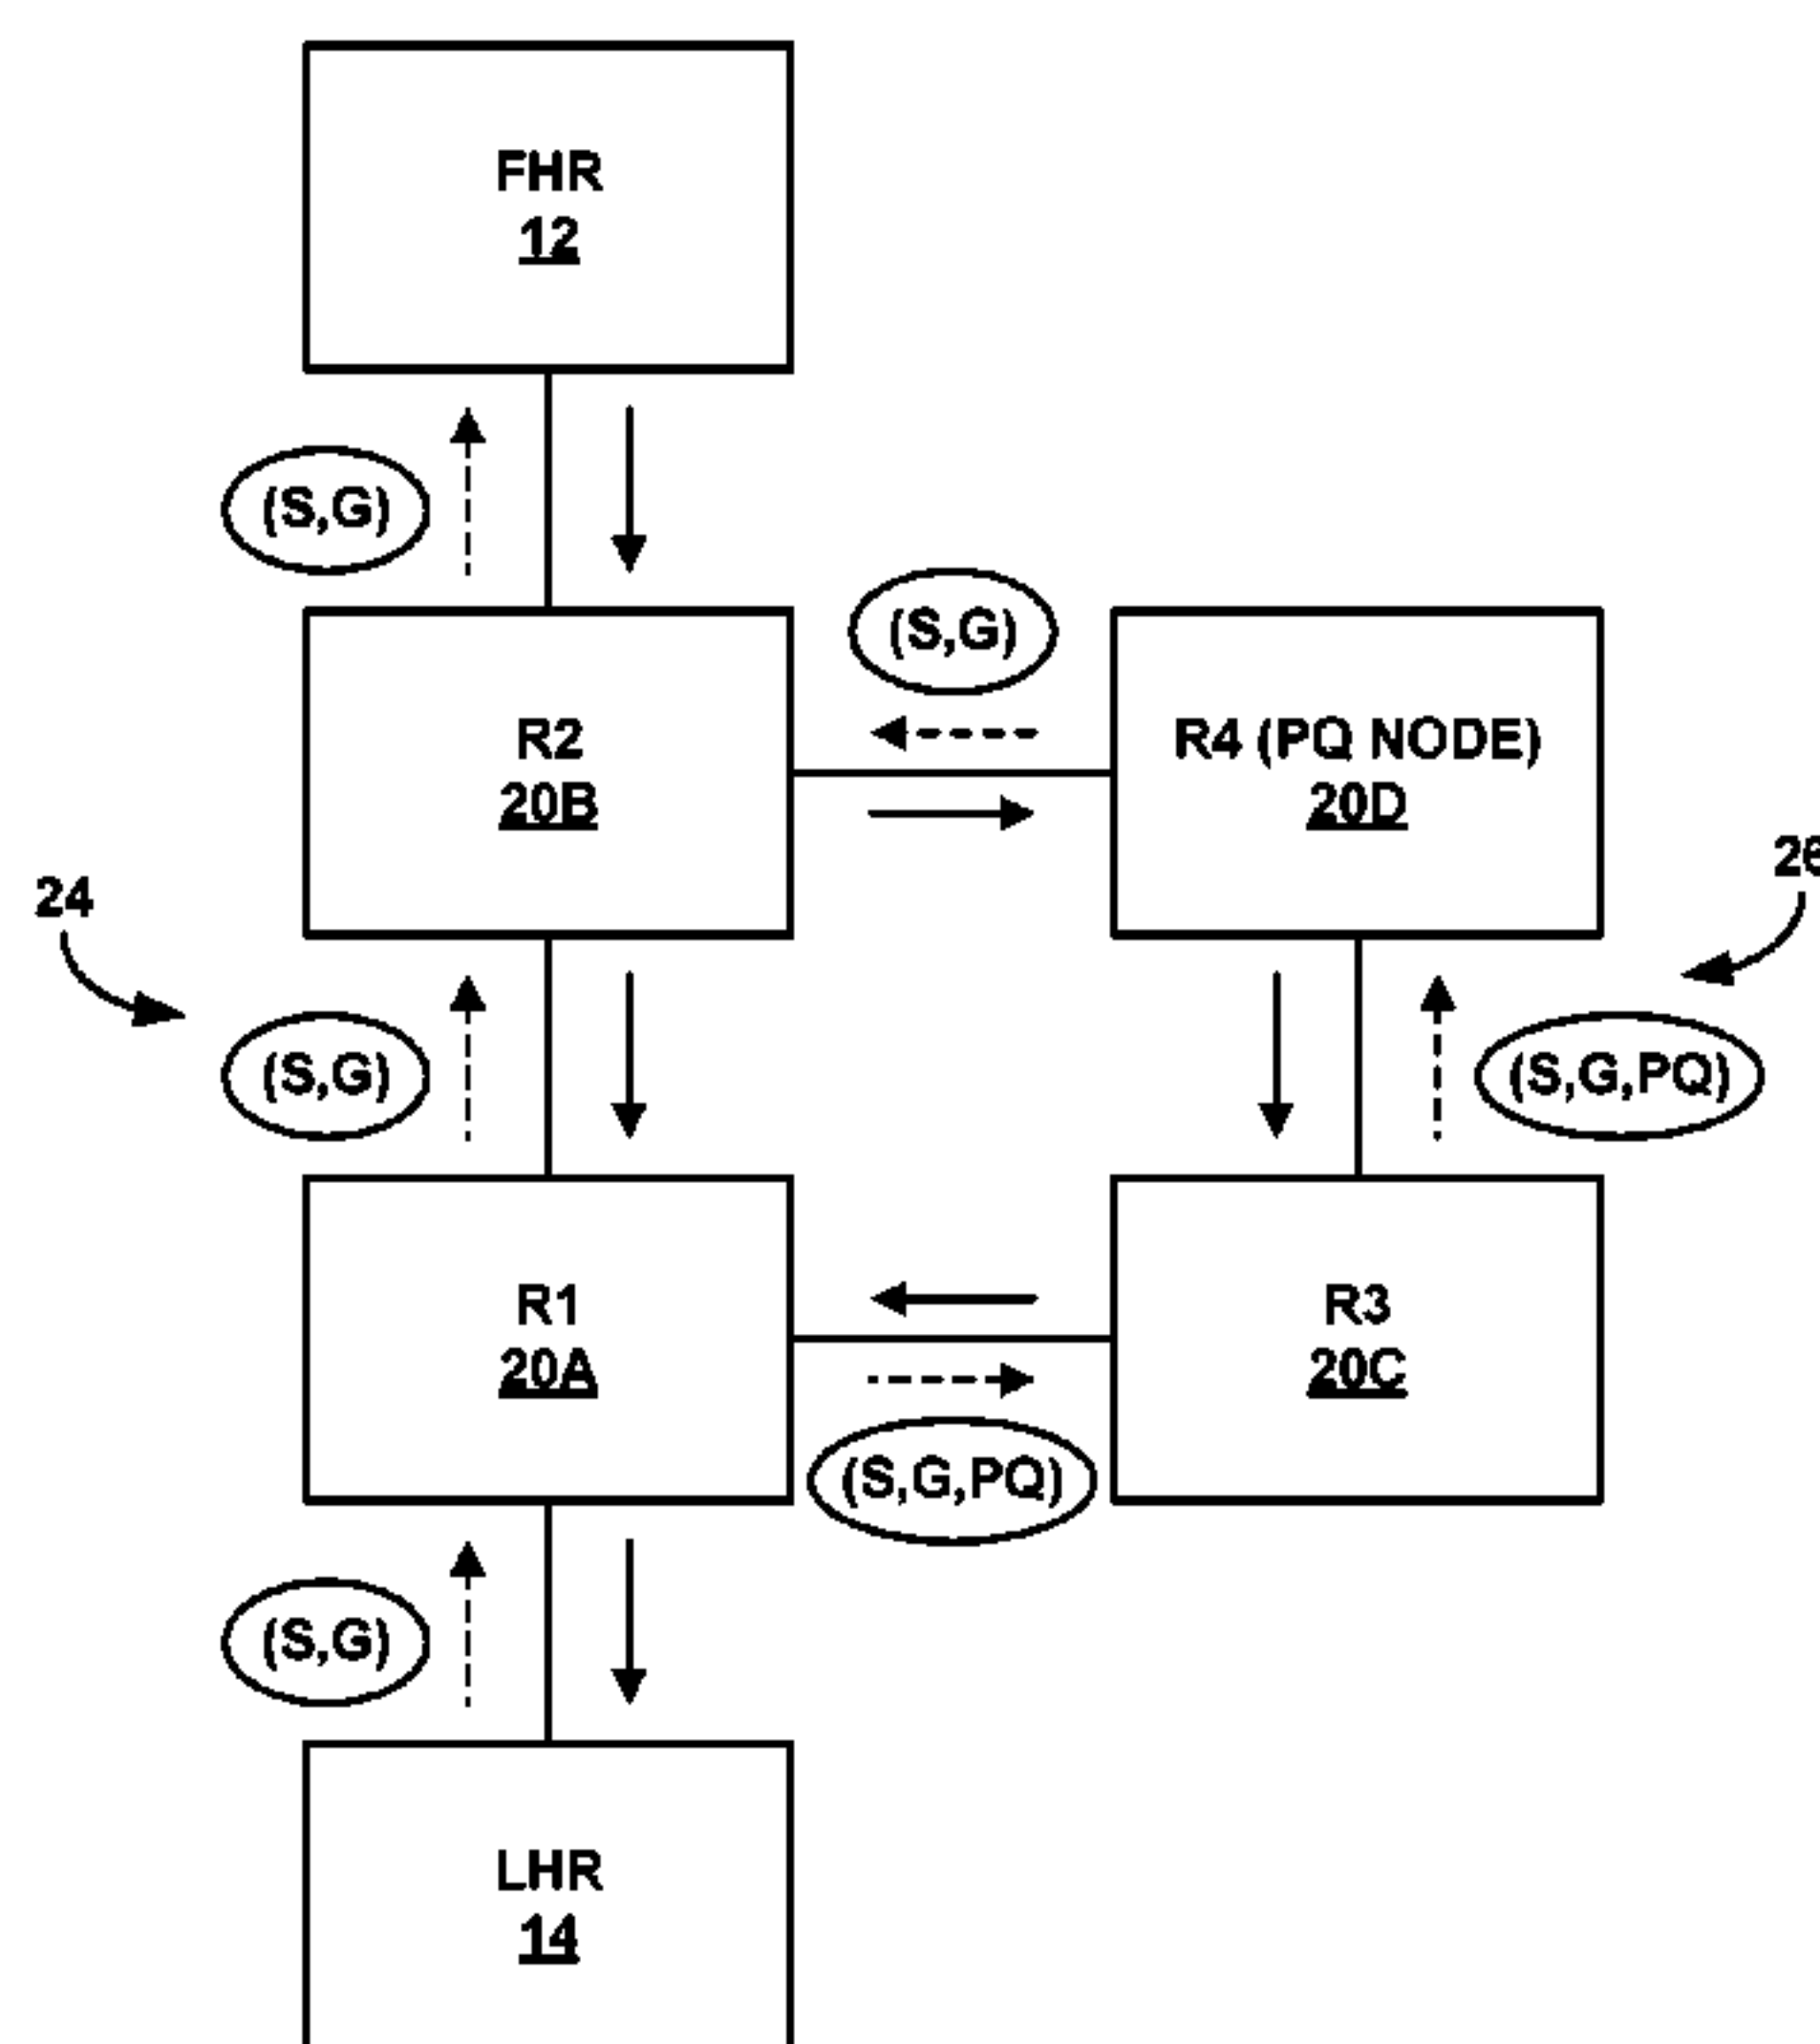 FHR
12
(S,G)
(S,G)
R2
20B
R4 (PQ NODE)
20D
24
(S,G)
(S,G,PQ)
R1
20A
R3
20C
(S,G,PQ)
(S,G)
LHR
14